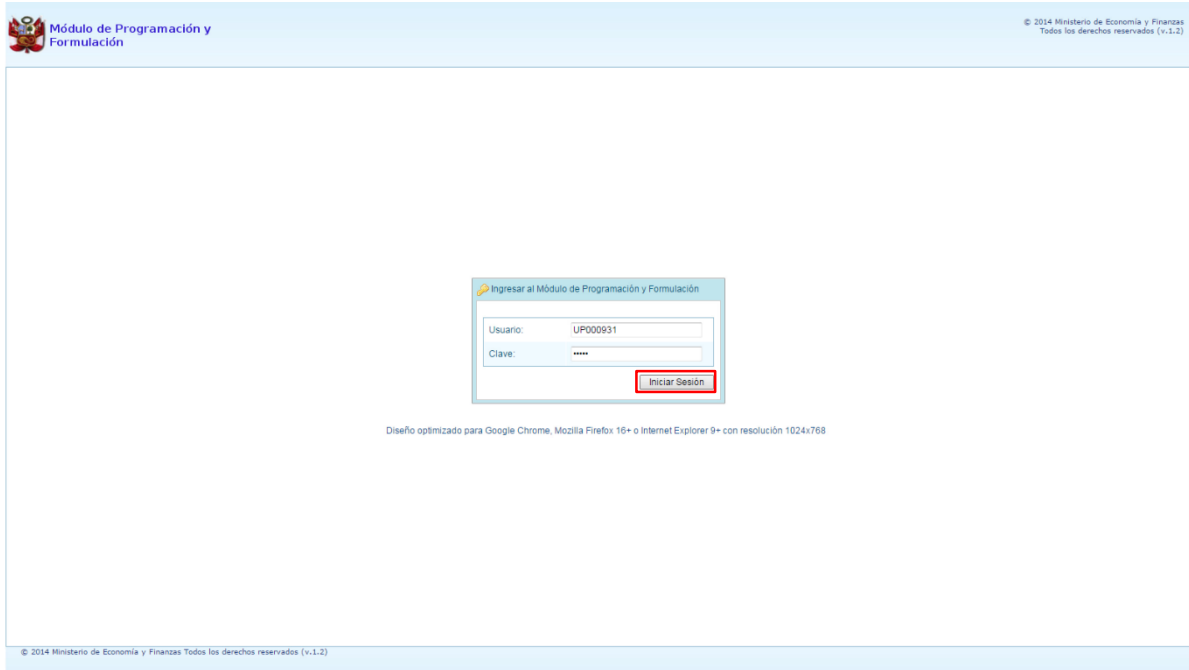 Módulo de Programación y
Formulación
© 2014 Ministerio de Economía y Finanzas
Todos los derechos reservados (v.1.2)
Ingresar al Módulo de Programación y Formulación
Usuario: UP000931
Clave: •••••
Iniciar Sesión
Diseño optimizado para Google Chrome, Mozilla Firefox 16+ o Internet Explorer 9+ con resolución 1024x768
© 2014 Ministerio de Economía y Finanzas Todos los derechos reservados (v.1.2)